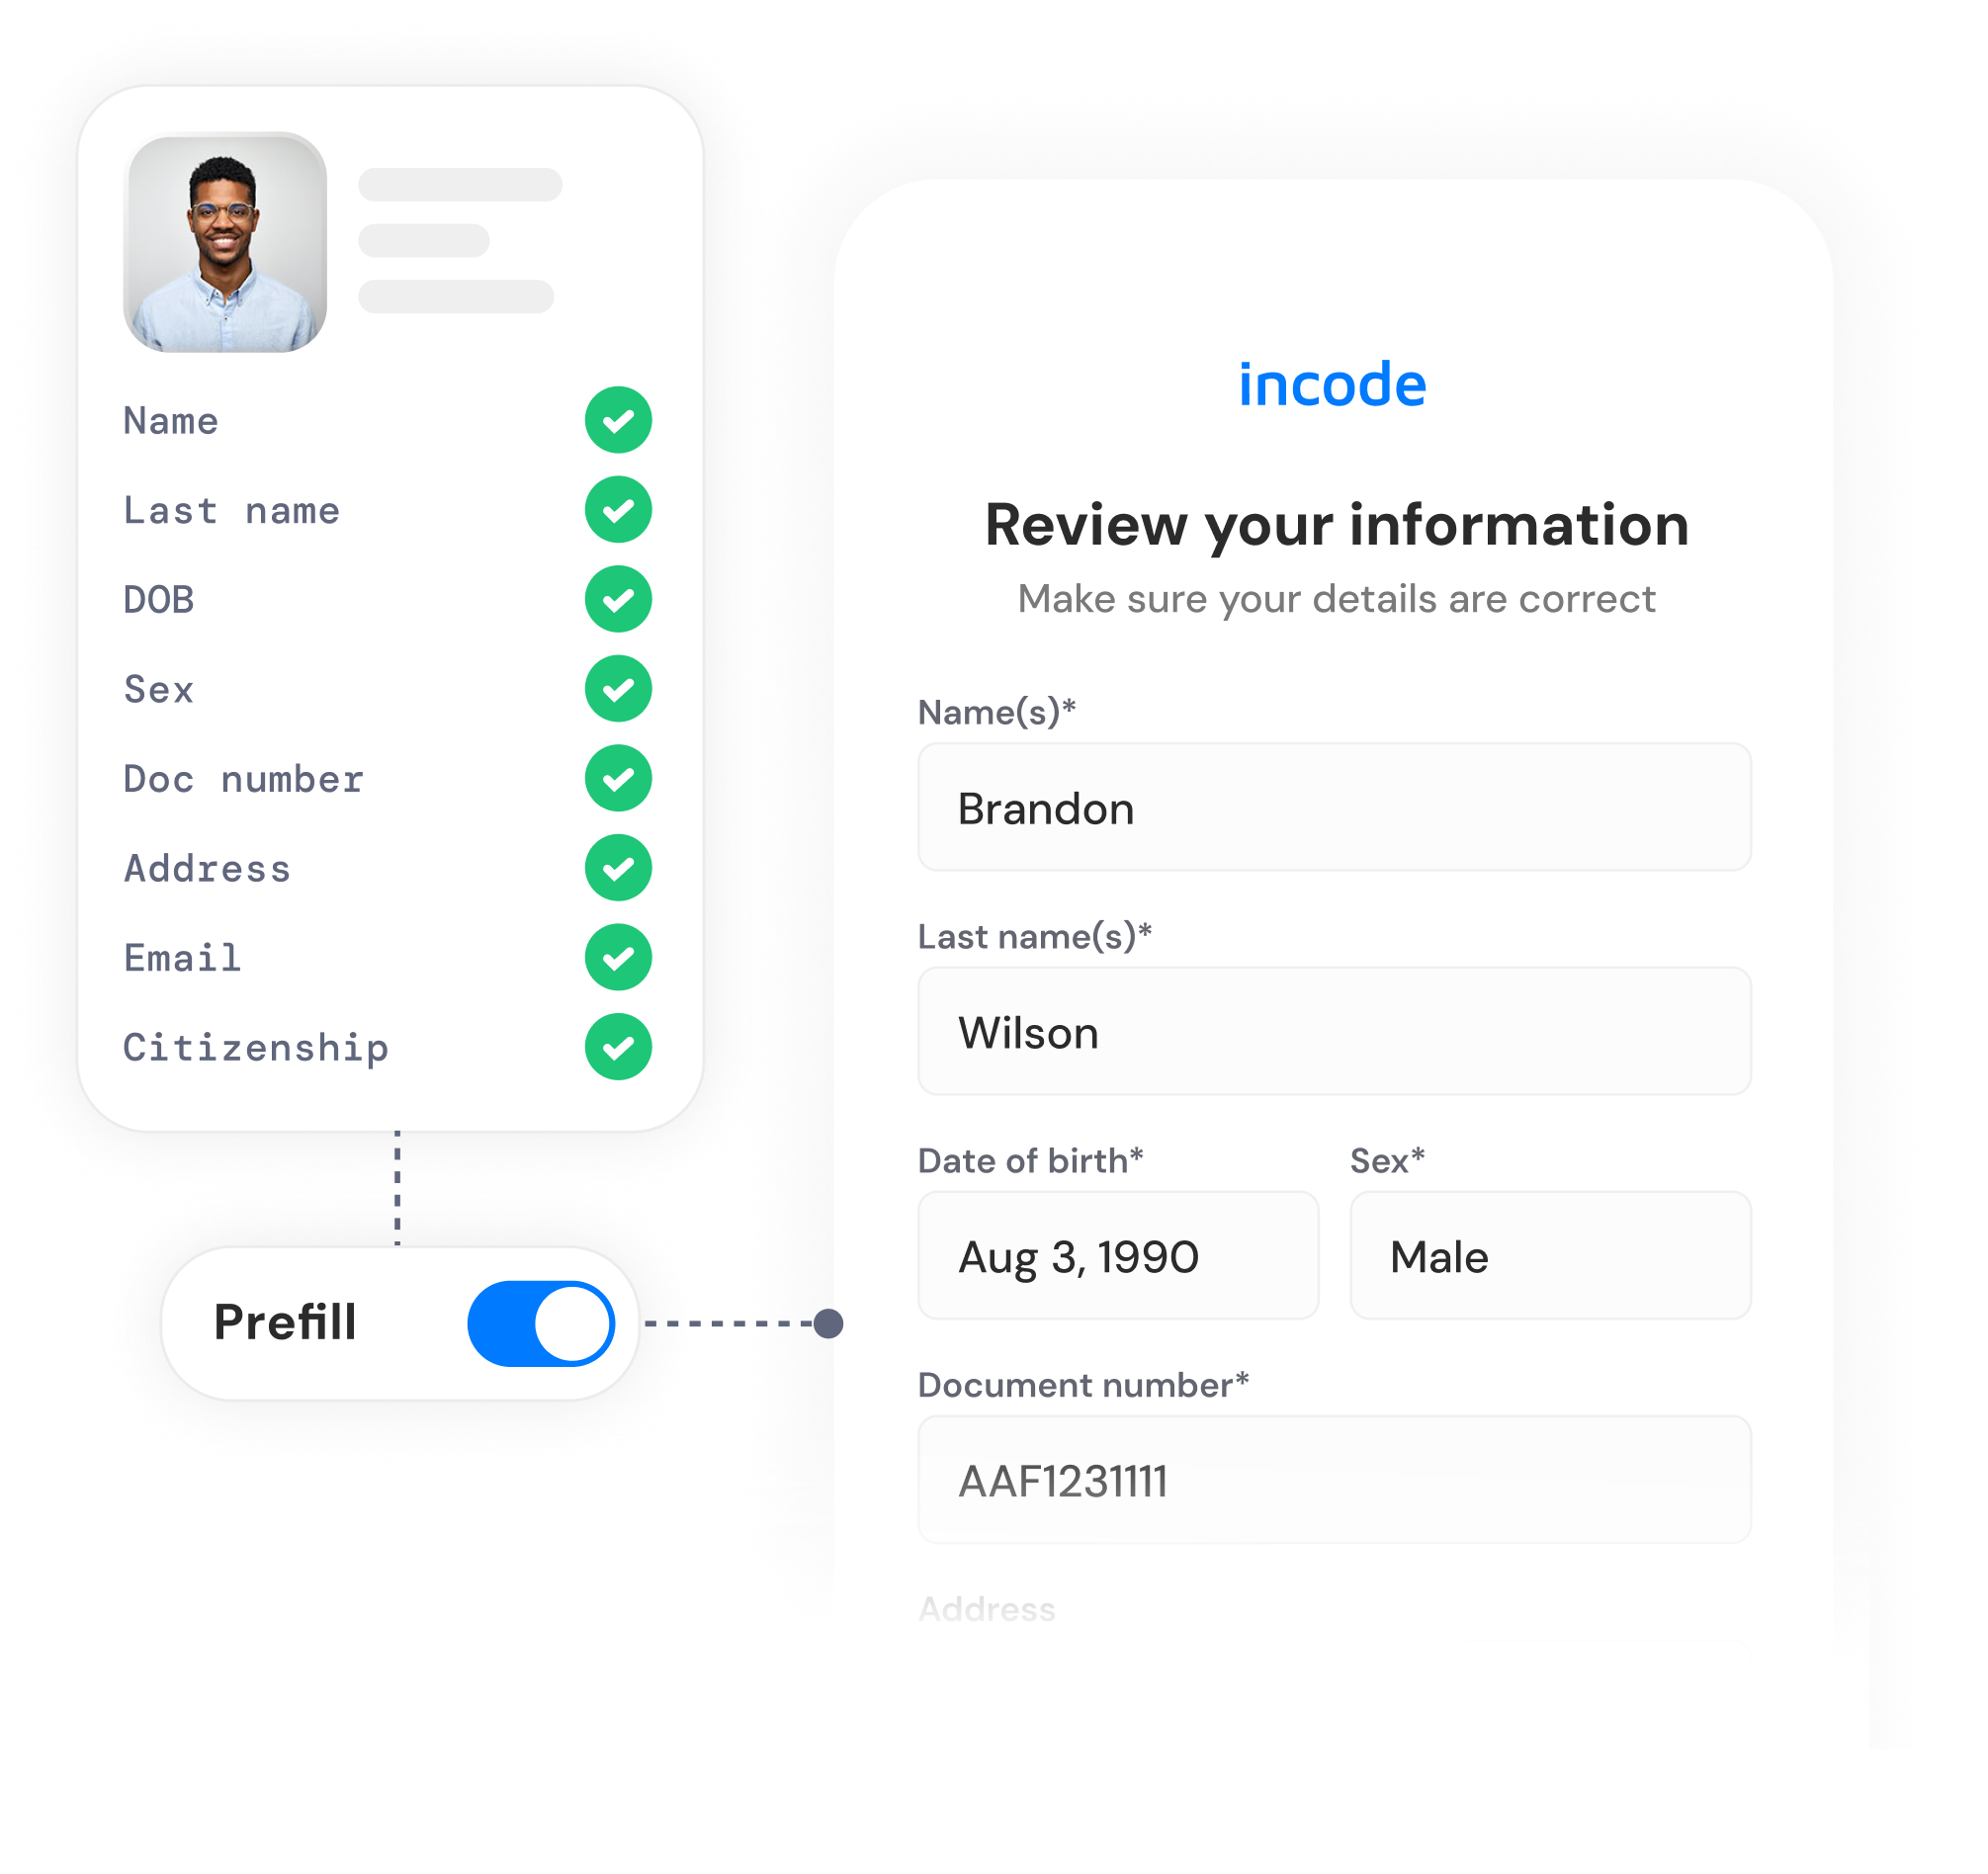 Name
Last name
DOB
Sex
Doc number
Address
Email
Citizenship
Prefill
incode
Review your information
Make sure your details are correct
Name(s)*
Brandon
Last name(s)*
Wilson
Date of birth*
Sex*
Aug 3, 1990
Male
Document number*
AAF1231111
Address